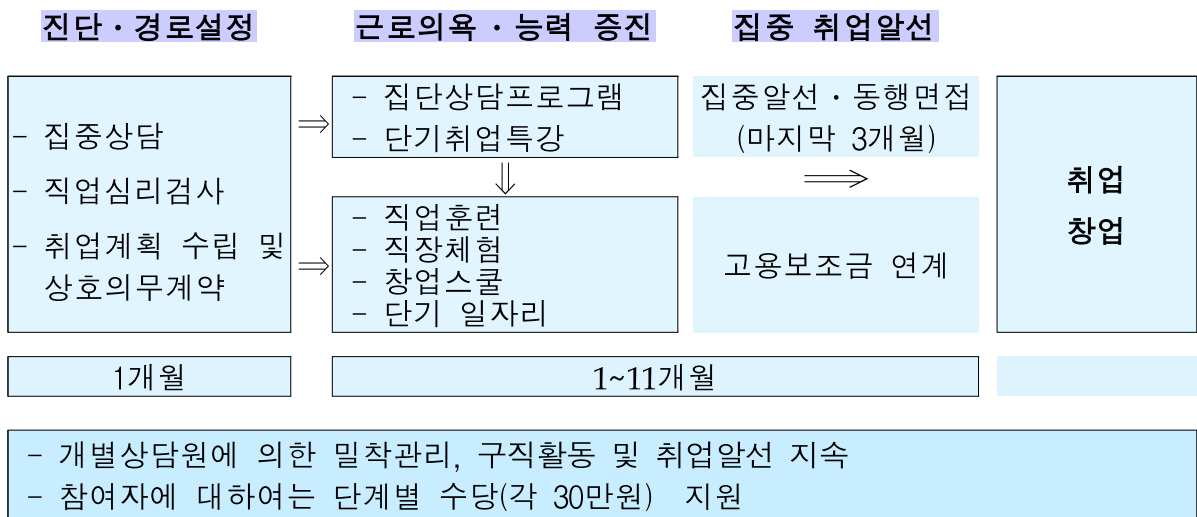 진단·경로설정
근로의욕·능력 증진
집중 취업알선
- 집중상담
- 직업심리검사
- 취업계획 수립 및
상호의무계약
⇒
- 집단상담프로그램
- 단기취업특강
⇓
⇒
- 직업훈련
- 직장체험
- 창업스쿨
- 단기 일자리
집중알선·동행면접
(마지막 3개월)
⇒
고용보조금 연계
취업
창업
1개월
1~11개월
- 개별상담원에 의한 밀착관리, 구직활동 및 취업알선 지속
- 참여자에 대하여는 단계별 수당(각 30만원) 지원